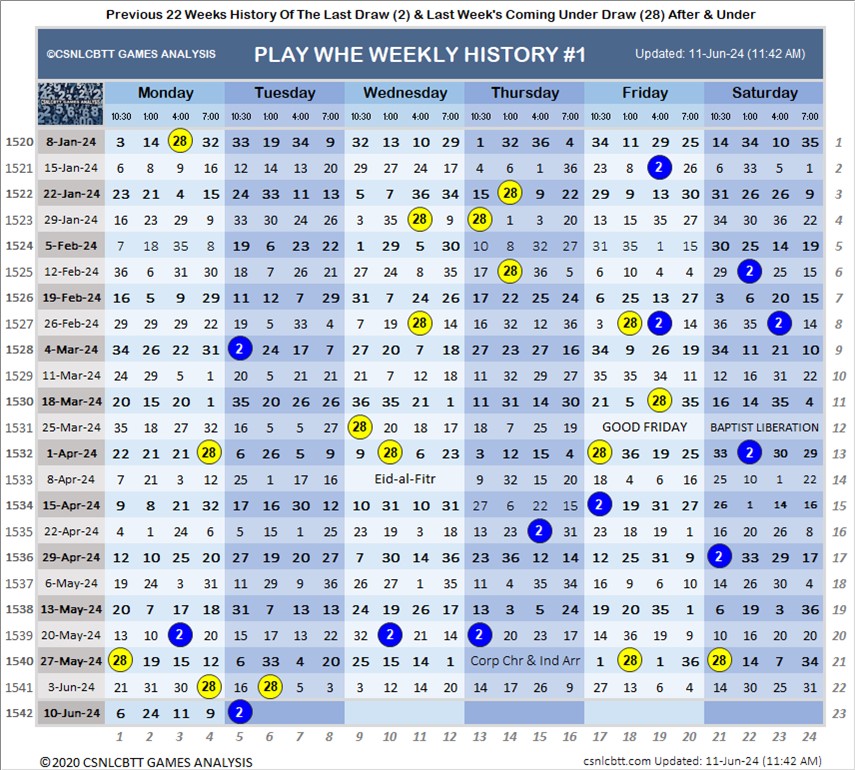 Previous 22 Weeks History Of The Last Draw (2) & Last Week's Coming Under Draw (28) After & Under
©CSNLCBTT GAMES ANALYSIS PLAY WHE WEEKLY HISTORY #1 Updated: 11-Jun-24 (11:42 AM)
Monday Tuesday Wednesday Thursday Friday Saturday
10:30 1:00 4:00 7:00 10:30 1:00 4:00 7:00 10:30 1:00 4:00 7:00 10:30 1:00 4:00 7:00 10:30 1:00 4:00 7:00 10:30 1:00 4:00 7:00
1520 8-Jan-24 3 14 28 32 33 19 34 9 32 13 10 29 1 32 36 4 34 11 29 25 14 34 10 35 1
1521 15-Jan-24 6 8 9 16 12 14 13 20 29 27 24 17 4 6 1 36 23 8 2 26 6 33 5 1 2
1522 22-Jan-24 23 21 4 15 24 33 11 13 5 7 36 34 15 28 9 22 29 9 13 30 31 26 26 9 3
1523 29-Jan-24 16 23 29 9 33 30 24 26 3 35 28 9 28 1 3 20 13 15 35 27 34 30 36 22 4
1524 5-Feb-24 7 18 35 8 19 6 23 22 1 29 5 30 10 8 32 27 31 35 1 15 30 25 14 19 5
1525 12-Feb-24 36 6 31 30 18 7 26 21 27 24 8 35 17 28 36 5 6 10 4 4 29 2 25 15 6
1526 19-Feb-24 16 5 9 29 11 12 7 29 31 7 24 26 17 22 25 24 6 25 13 27 3 6 20 15 7
1527 26-Feb-24 29 29 29 22 19 5 33 4 7 19 28 14 16 32 12 36 3 28 2 20 36 35 2 14 8
1528 4-Mar-24 34 26 22 31 2 24 17 7 27 20 7 18 27 23 27 16 34 9 26 19 34 11 21 10 9
1529 11-Mar-24 24 29 5 1 20 5 21 21 21 7 12 18 11 32 29 27 35 35 34 11 12 16 31 22 10
1530 18-Mar-24 20 15 20 1 35 20 26 26 36 35 21 1 11 31 14 30 21 5 28 35 16 14 35 4 11
1531 25-Mar-24 35 18 27 32 16 5 5 27 28 20 18 17 18 7 25 19 GOOD FRIDAY BAPTIST LIBERATION 12
1532 1-Apr-24 22 21 21 28 6 26 5 9 9 28 6 23 3 12 15 4 28 36 19 25 33 2 30 29 13
1533 8-Apr-24 7 21 3 12 25 1 17 16 Eid-al-Fitr 9 32 15 20 18 4 6 16 25 10 1 22 14
1534 15-Apr-24 9 8 21 32 17 16 30 12 10 31 10 31 27 6 22 15 2 19 31 27 26 1 14 16 15
1535 22-Apr-24 4 1 24 6 5 15 1 25 23 19 3 18 13 23 2 31 23 18 19 1 16 20 26 8 16
1536 29-Apr-24 12 10 25 20 27 19 20 27 7 30 14 36 23 36 1 14 12 25 31 9 2 33 29 17 17
1537 6-May-24 19 24 3 31 11 29 9 36 26 27 1 35 11 4 35 34 16 9 6 10 14 26 30 4 18
1538 13-May-24 20 7 17 18 31 7 13 13 24 19 26 17 13 3 5 24 19 20 35 1 6 19 3 36 19
1539 20-May-24 13 10 2 20 15 17 13 22 10 2 21 14 2 20 23 17 14 36 19 9 10 16 20 20 20
1540 27-May-24 28 19 15 12 6 33 4 20 25 15 14 1 Corp Chr & Ind Arr 1 28 1 36 28 14 7 34 21
1541 3-Jun-24 21 31 30 28 16 28 5 3 3 12 14 20 14 17 26 9 27 13 6 4 14 30 25 31 22
1542 10-Jun-24 6 24 11 9 2 23
1 2 3 4 5 6 7 8 9 10 11 12 13 14 15 16 17 18 19 20 21 22 23 24
©2020 CSNLCBTT GAMES ANALYSIS csnlcbtt.com Updated: 11-Jun-24 (11:42 AM)